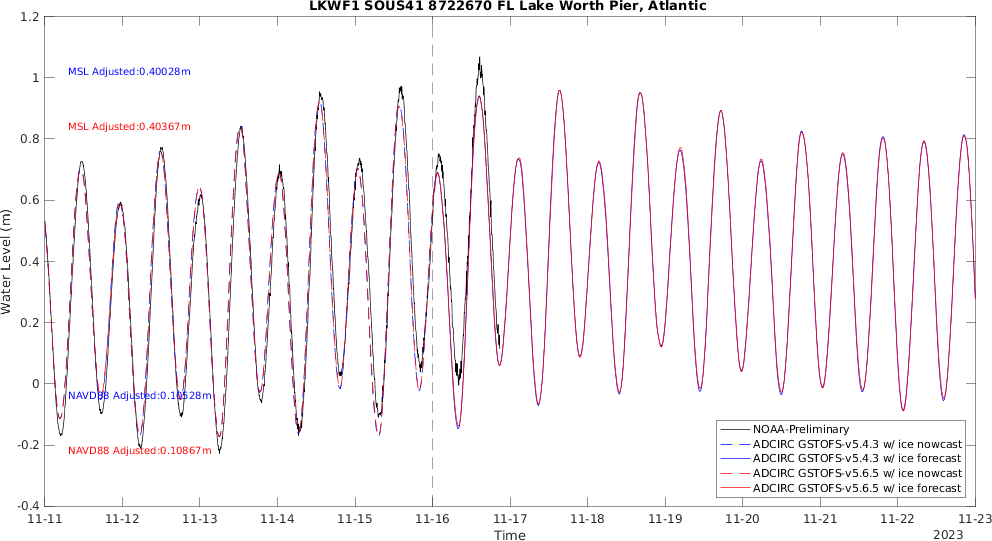 LKWF1 SOUS41 8722670 FL Lake Worth Pier, Atlantic
1.2
1
0.8
0.6
0.4
0.2
0
-0.2
-0.4
Water Level (m)
MSL Adjusted:0.40028m
MSL Adjusted:0.40367m
NAVD88 Adjusted:0.10528m
NAVD88 Adjusted:0.10867m
NOAA-Preliminary
ADCIRC GSTOFS-v5.4.3 w/ ice nowcast
ADCIRC GSTOFS-v5.4.3 w/ ice forecast
ADCIRC GSTOFS-v5.6.5 w/ ice nowcast
ADCIRC GSTOFS-v5.6.5 w/ ice forecast
11-11 11-12 11-13 11-14 11-15 11-16 11-17 11-18 11-19 11-20 11-21 11-22 11-23
Time
2023